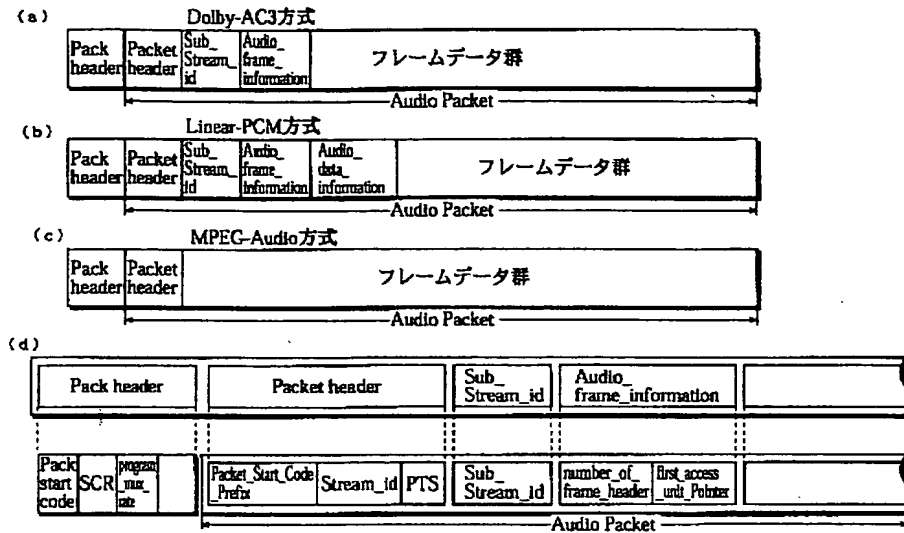 (a)
Dolby-AC3方式
Pack header
Packet header
Sub_ Stream_ id
Audio_ frame_ information
フレームデータ群
Audio Packet
(b)
Linear-PCM方式
Pack header
Packet header
Sub_ Stream_ id
Audio_ frame_ information
Audio_ data_ information
フレームデータ群
Audio Packet
(c)
MPEG-Audio方式
Pack header
Packet header
フレームデータ群
Audio Packet
(d)
Pack header
Packet header
Sub_ Stream_id
Audio_ frame_information
Pack start code
SCR
program _mux_ rate
Packet_Start_Code _Prefix
Stream_id
PTS
Sub_ Stream_id
number_of_ frame_header
first_access _unit_Pointer
Audio Packet